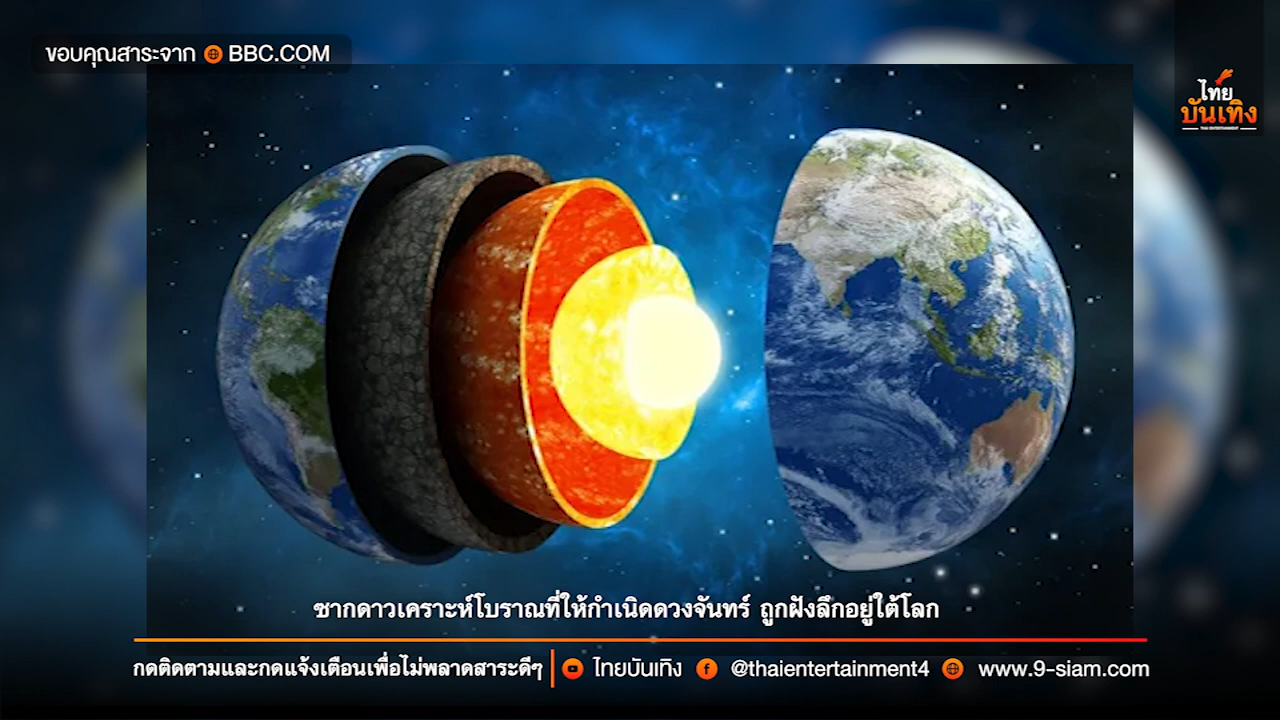 ขอบคุณสาระจาก BBC.COM
ไทย
บันเทิง
THAI ENTERTAINMENT
ซากดาวเคราะห์โบราณที่ให้กำเนิดดวงจันทร์ ถูกฝังลึกอยู่ใต้โลก
กดติดตามและกดแจ้งเตือนเพื่อไม่พลาดสาระดีๆ ไทยบันเทิง @thaientertainment4 www.9-siam.com